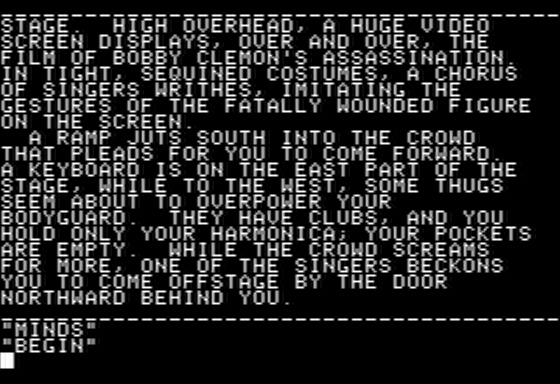 STAGE.  HIGH OVERHEAD, A HUGE VIDEO
SCREEN DISPLAYS, OVER AND OVER, THE
FILM OF BOBBY CLEMON'S ASSASSINATION.
IN TIGHT, SEQUINED COSTUMES, A CHORUS
OF SINGERS WRITHES, IMITATING THE
GESTURES OF THE FATALLY WOUNDED FIGURE
ON THE SCREEN.
A RAMP JUTS SOUTH INTO THE CROWD
THAT PLEADS FOR YOU TO COME FORWARD.
A KEYBOARD IS ON THE EAST PART OF THE
STAGE, WHILE TO THE WEST, SOME THUGS
SEEM ABOUT TO OVERPOWER YOUR
BODYGUARD.  THEY HAVE CLUBS, AND YOU
HOLD ONLY YOUR HARMONICA; YOUR POCKETS
ARE EMPTY.  WHILE THE CROWD SCREAMS
FOR MORE, ONE OF THE SINGERS BECKONS
YOU TO COME OFFSTAGE BY THE DOOR
NORTHWARD BEHIND YOU.
"MINDS"
"BEGIN"